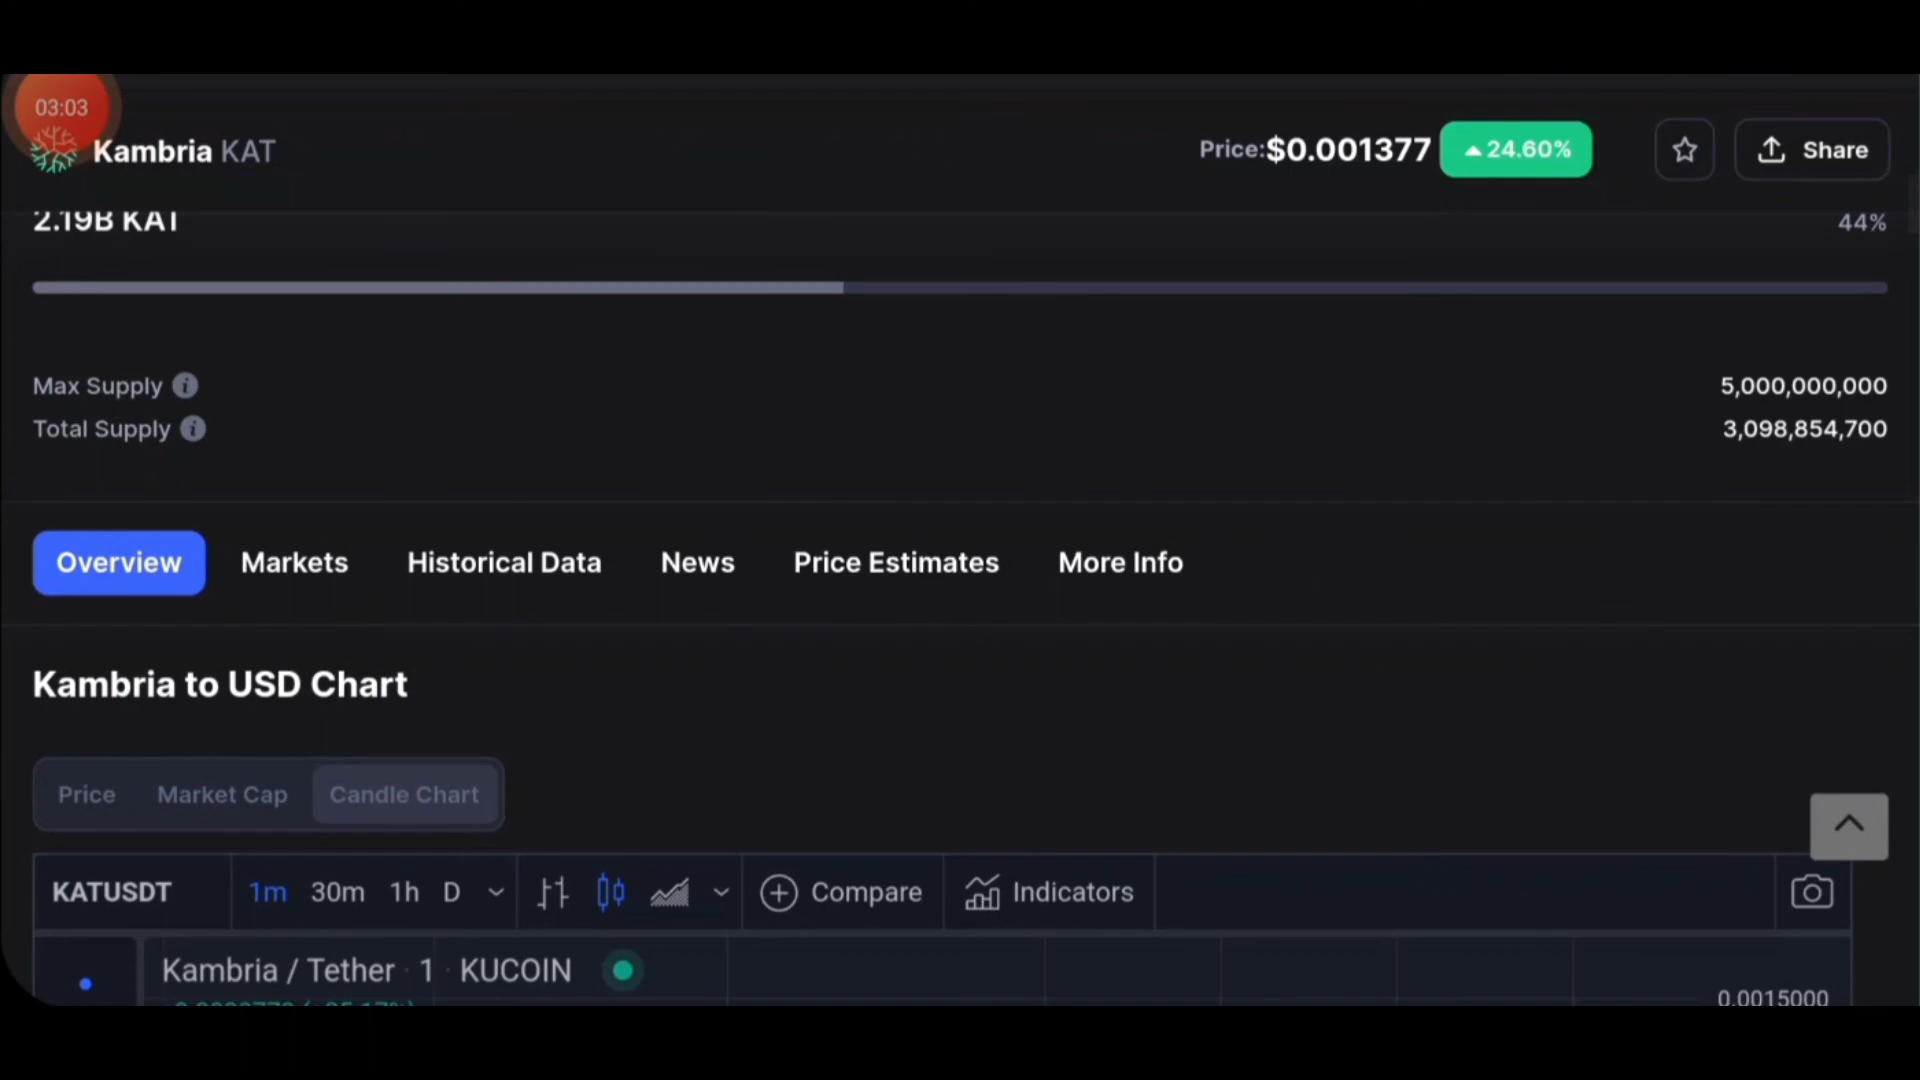 03:03
Kambria KAT
Price:$0.001377 24.60%
Share
2.19B KAT
44%
Max Supply
5,000,000,000
Total Supply
3,098,854,700
Overview Markets Historical Data News Price Estimates More Info
Kambria to USD Chart
Price Market Cap Candle Chart
KATUSDT 1m 30m 1h D Compare Indicators
Kambria / Tether · 1 · KUCOIN
0.0015000